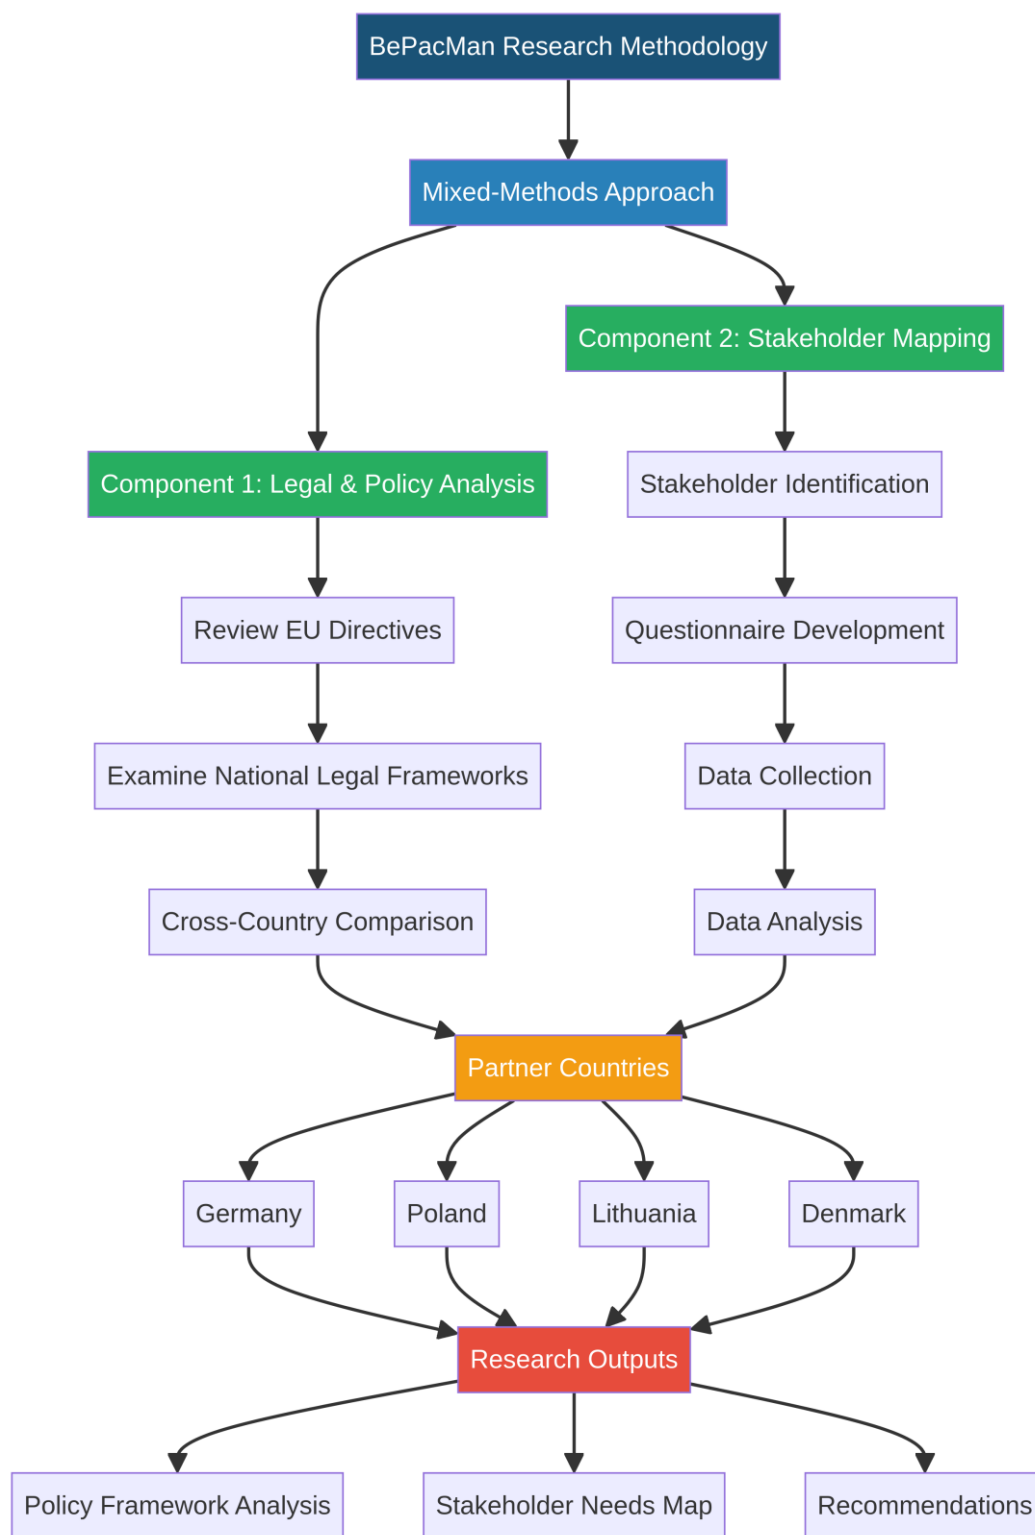 BePacMan Research Methodology
Mixed-Methods Approach
Component 2: Stakeholder Mapping
Component 1: Legal & Policy Analysis
Stakeholder Identification
Review EU Directives
Questionnaire Development
Examine National Legal Frameworks
Data Collection
Cross-Country Comparison
Data Analysis
Partner Countries
Germany
Poland
Lithuania
Denmark
Research Outputs
Policy Framework Analysis
Stakeholder Needs Map
Recommendations